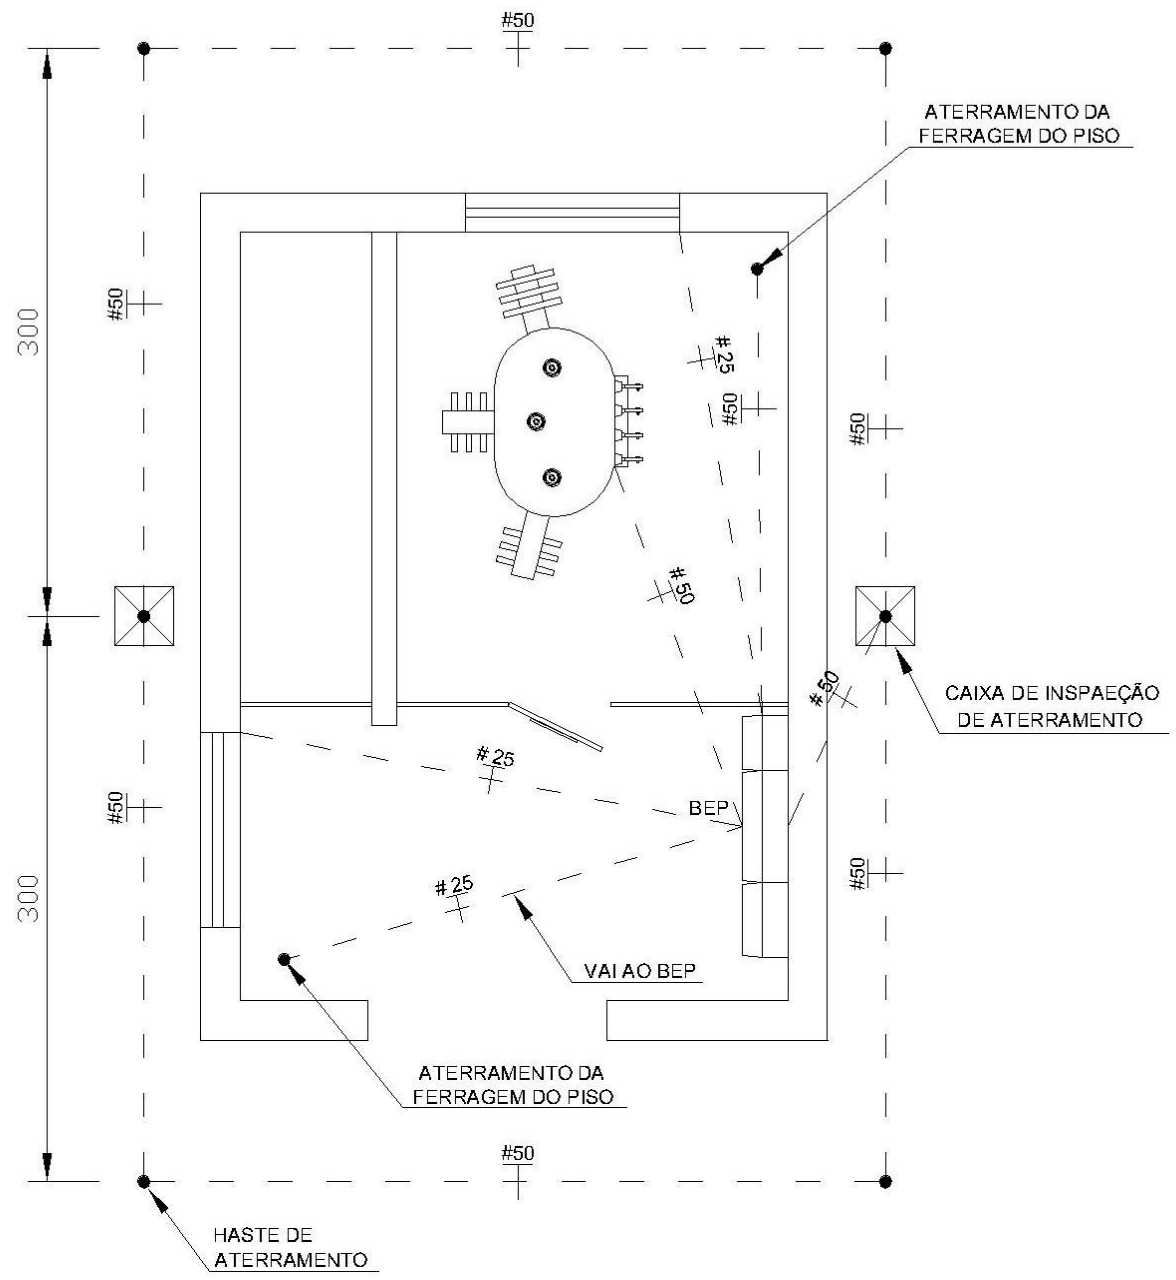 #50
ATERRAMENTO DA
FERRAGEM DO PISO
#50
300
# 25
#50
#50
# 50
# 50
CAIXA DE INSPAEÇÃO
DE ATERRAMENTO
# 25
#50
BEP
300
# 25
#50
VAI AO BEP
ATERRAMENTO DA
FERRAGEM DO PISO
#50
HASTE DE
ATERRAMENTO